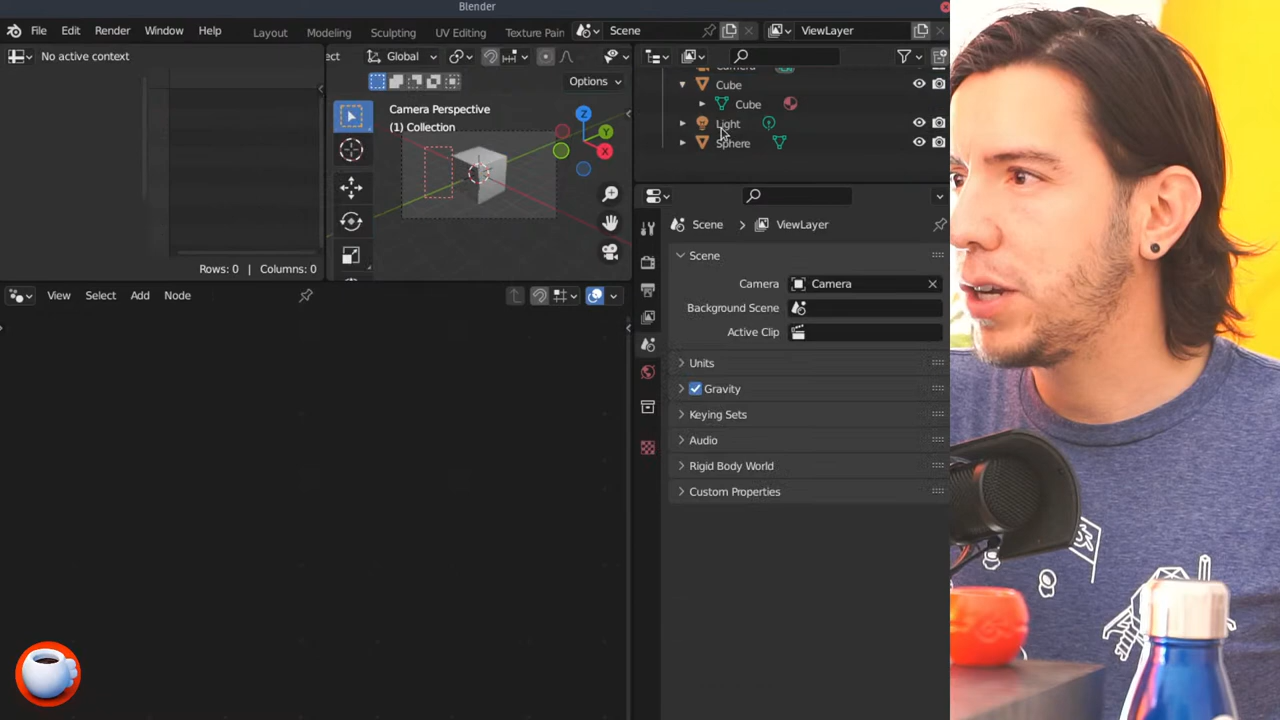 Blender
File Edit Render Window Help Layout Modeling Sculpting UV Editing Texture Pain Scene ViewLayer
No active context
ect Global
Options
Camera Perspective
(1) Collection
Z
Y
X
Camera
Cube
Cube
Light
Sphere
Rows: 0 | Columns: 0
View Select Add Node
Scene ViewLayer
Scene
Camera Camera
Background Scene
Active Clip
Units
Gravity
Keying Sets
Audio
Rigid Body World
Custom Properties